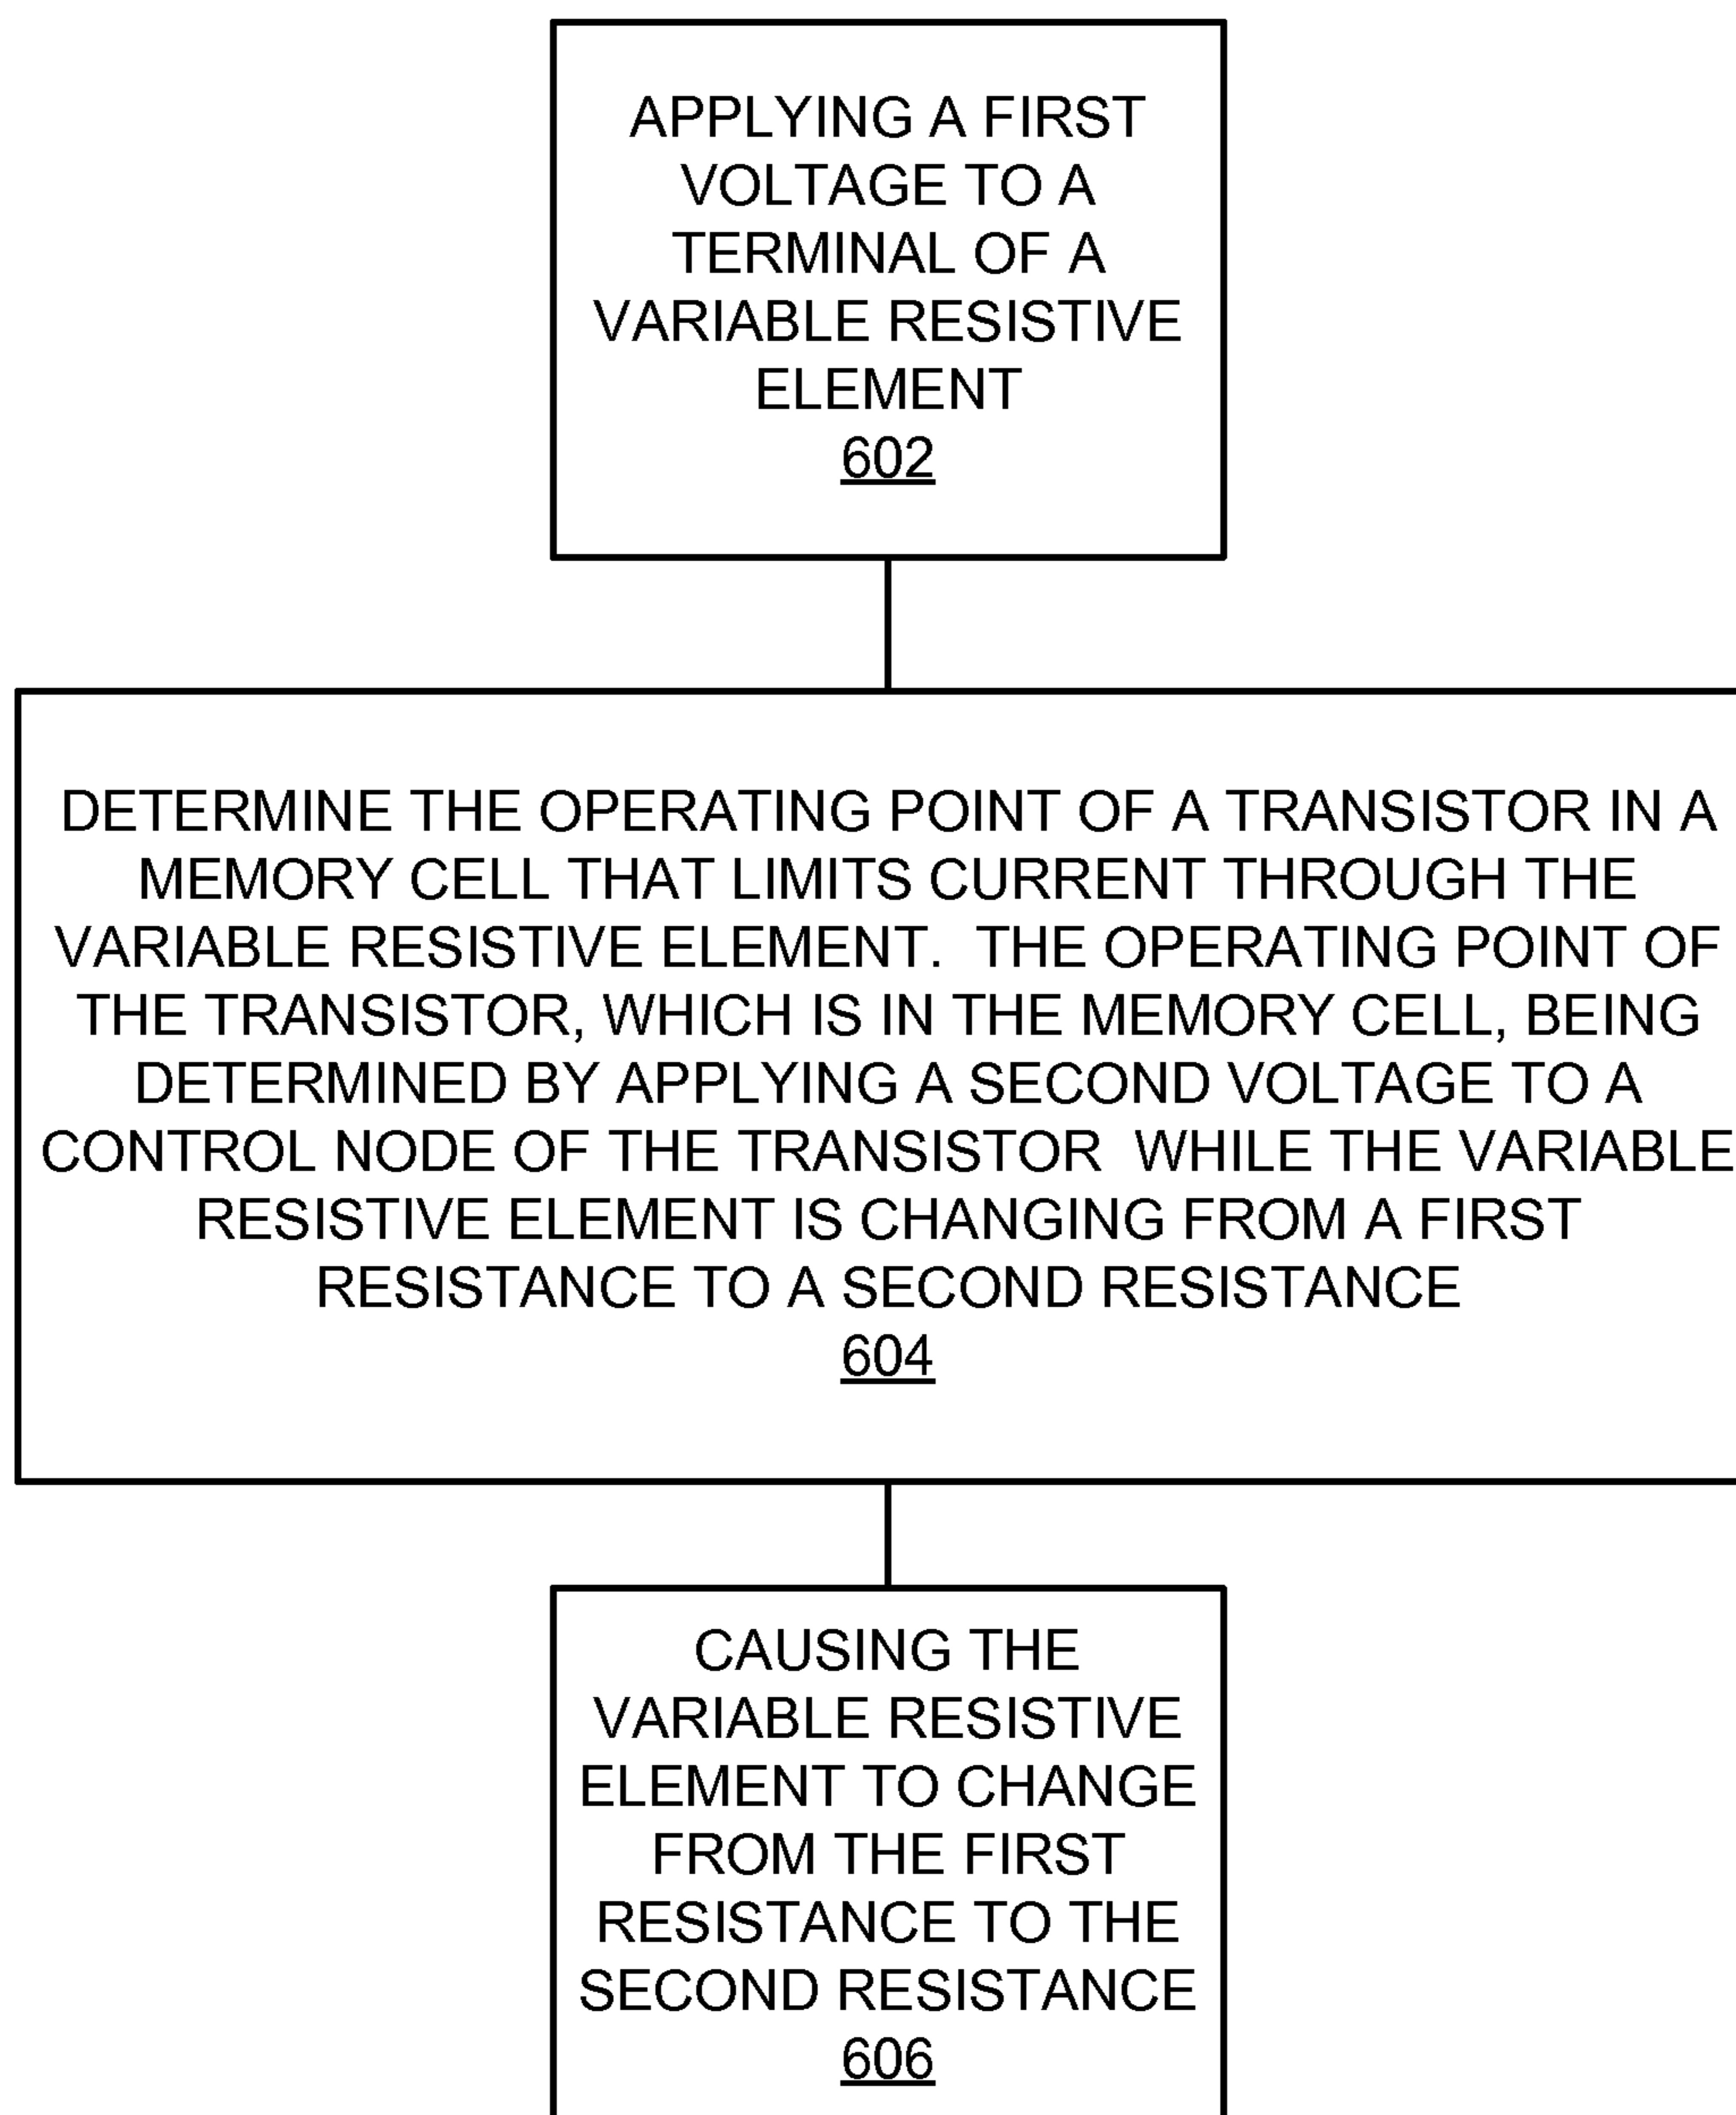 APPLYING A FIRST
VOLTAGE TO A
TERMINAL OF A
VARIABLE RESISTIVE
ELEMENT
602
DETERMINE THE OPERATING POINT OF A TRANSISTOR IN A
MEMORY CELL THAT LIMITS CURRENT THROUGH THE
VARIABLE RESISTIVE ELEMENT. THE OPERATING POINT OF
THE TRANSISTOR, WHICH IS IN THE MEMORY CELL, BEING
DETERMINED BY APPLYING A SECOND VOLTAGE TO A
CONTROL NODE OF THE TRANSISTOR WHILE THE VARIABLE
RESISTIVE ELEMENT IS CHANGING FROM A FIRST
RESISTANCE TO A SECOND RESISTANCE
604
CAUSING THE
VARIABLE RESISTIVE
ELEMENT TO CHANGE
FROM THE FIRST
RESISTANCE TO THE
SECOND RESISTANCE
606